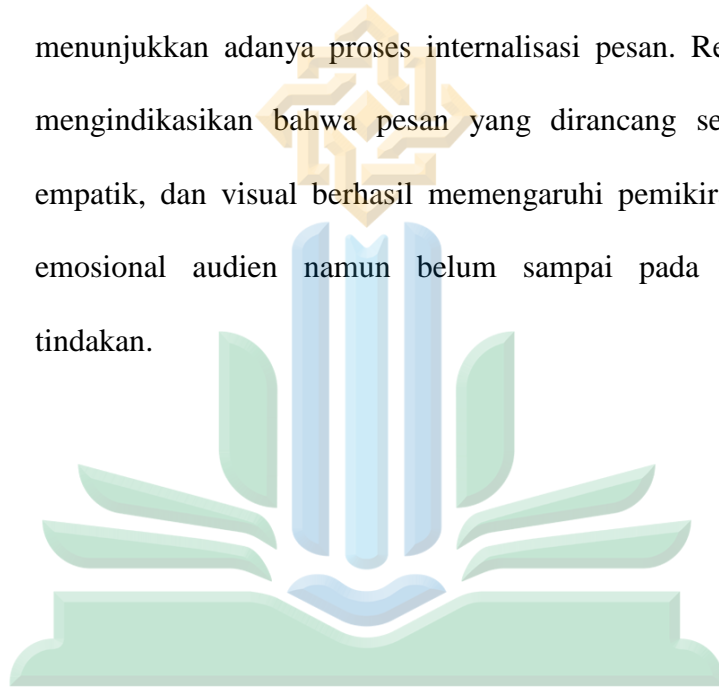 menunjukkan adanya proses internalisasi pesan. Re
mengindikasikan bahwa pesan yang dirancang se
empatik, dan visual berhasil memengaruhi pemikir
emosional audien namun belum sampai pada
tindakan.